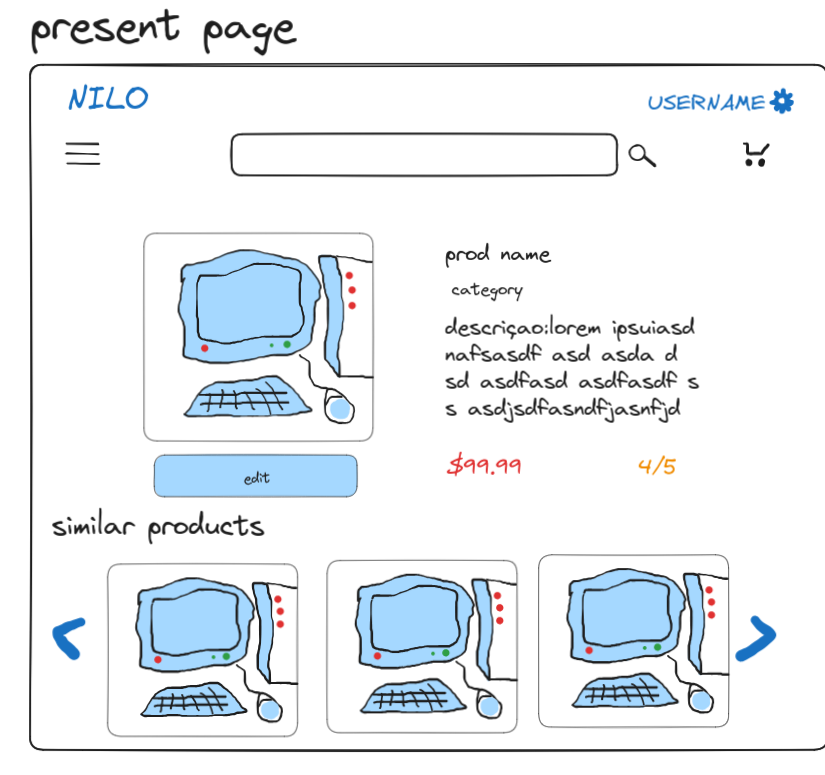 present page
NILO
USERNAME
prod name
category
descriçao:lorem ipsuiasd
nafsasdf asd asda d
sd asdfasd asdfasdf s
s asdjsdfasndfjasnfjd
$99.99
4/5
edit
similar products